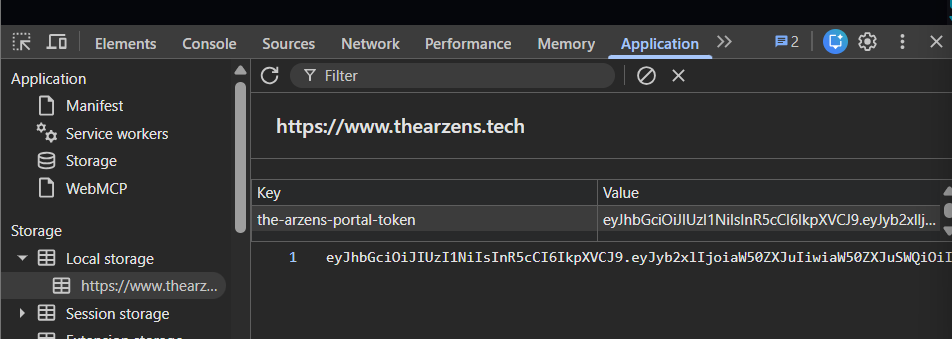 Elements Console Sources Network Performance Memory Application 2
Application
Manifest
Service workers
Storage
WebMCP
Storage
Local storage
https://www.thearz...
Session storage
Filter
https://www.thearzens.tech
Key Value
the-arzens-portal-token eyJhbGciOiJIUzI1NiIsInR5cCI6IkpXVCJ9.eyJyb2xlIj...
1 eyJhbGciOiJIUzI1NiIsInR5cCI6IkpXVCJ9.eyJyb2xlIjoiaW50ZXJuIiwiaW50ZXJuSWQiOiI